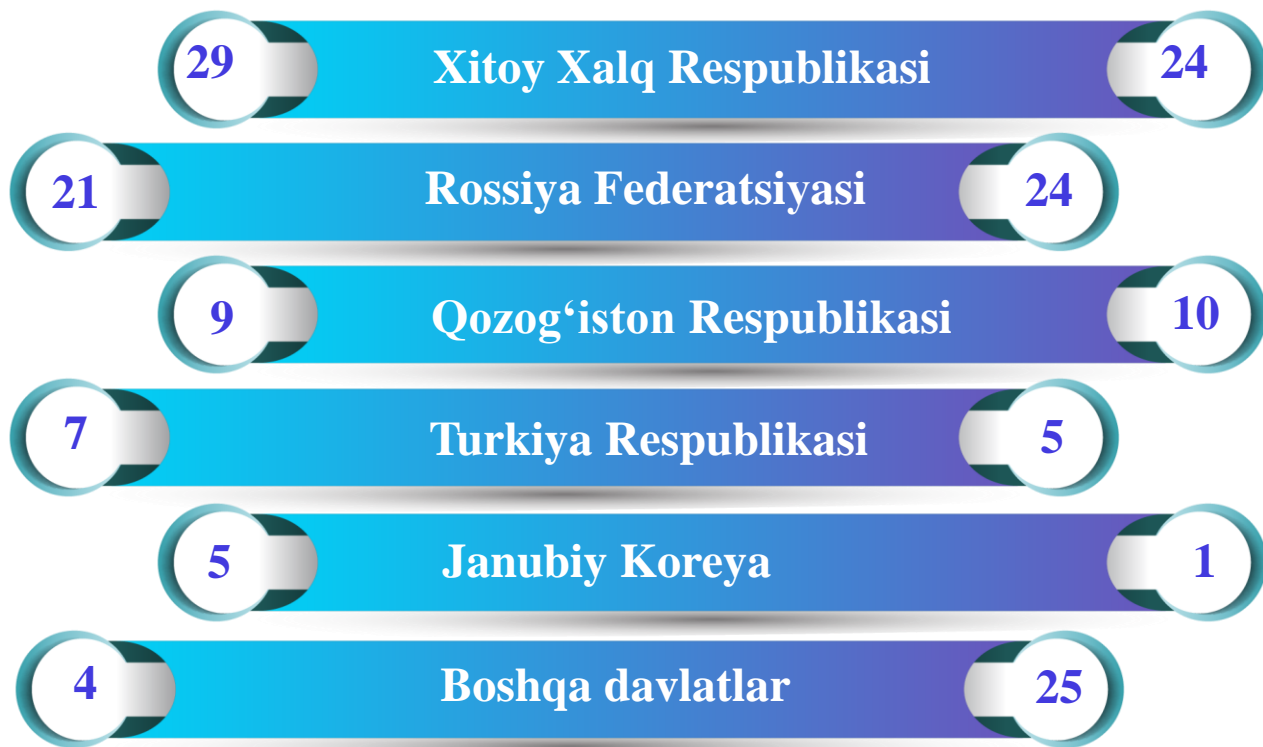 29 Xitoy Xalq Respublikasi 24
21 Rossiya Federatsiyasi 24
9 Qozog‘iston Respublikasi 10
7 Turkiya Respublikasi 5
5 Janubiy Koreya 1
4 Boshqa davlatlar 25